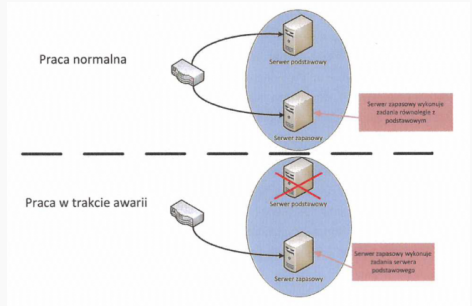 Praca normalna
Serwer podstawowy
Serwer zapasowy
Serwer zapasowy wykonuje
zadania równolegle z
podstawowym
Praca w trakcie awarii
Serwer podstawowy
Serwer zapasowy
Serwer zapasowy wykonuje
zadania serwera
podstawowego